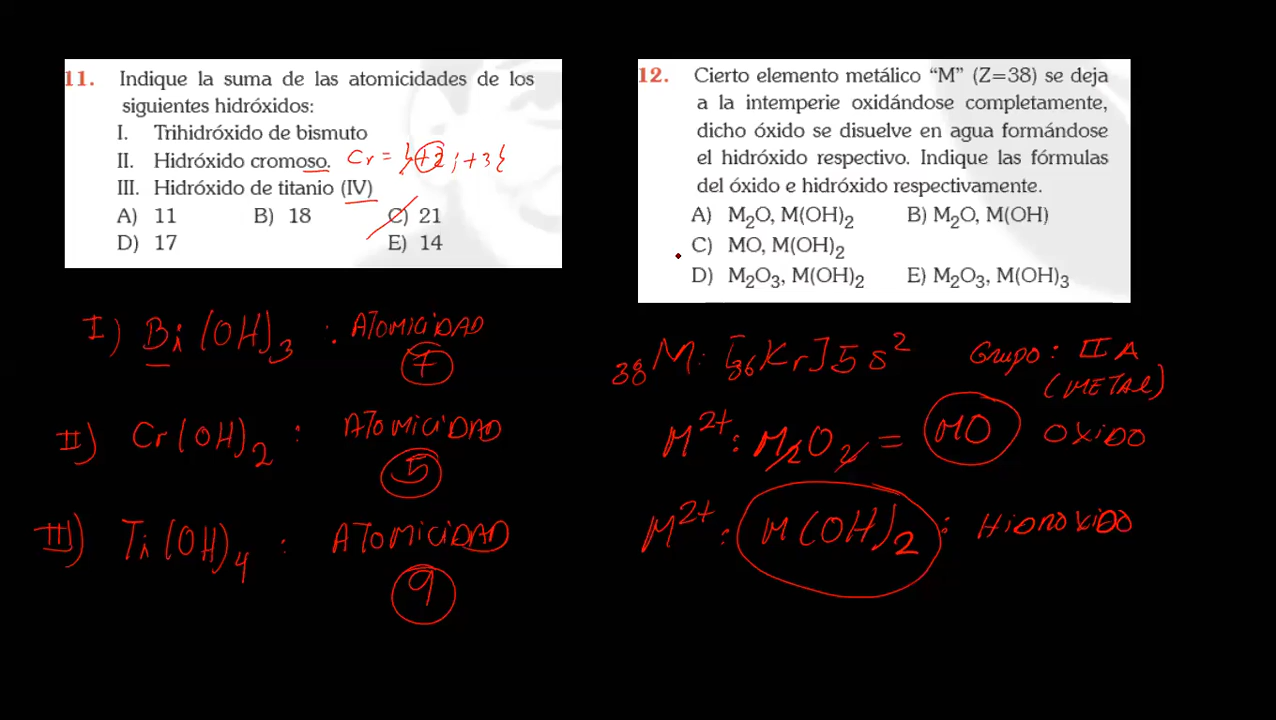 11. Indique la suma de las atomicidades de los
siguientes hidróxidos:
I. Trihidróxido de bismuto
II. Hidróxido cromoso. Cr = {+2 ; +3}
III. Hidróxido de titanio (IV)
A) 11 B) 18 C) 21
D) 17 E) 14
I) Bi(OH)3 : ATOMICIDAD
7
II) Cr(OH)2 : ATOMICIDAD
5
III) Ti(OH)4 : ATOMICIDAD
9
12. Cierto elemento metálico “M” (Z=38) se deja
a la intemperie oxidándose completamente,
dicho óxido se disuelve en agua formándose
el hidróxido respectivo. Indique las fórmulas
del óxido e hidróxido respectivamente.
A) M2O, M(OH)2 B) M2O, M(OH)
C) MO, M(OH)2
D) M2O3, M(OH)2 E) M2O3, M(OH)3
38M: [36Kr]5s2 Grupo: II A
(METAL)
M2+: M2O2 = MO OXIDO
M2+: M(OH)2 : HIDROXIDO